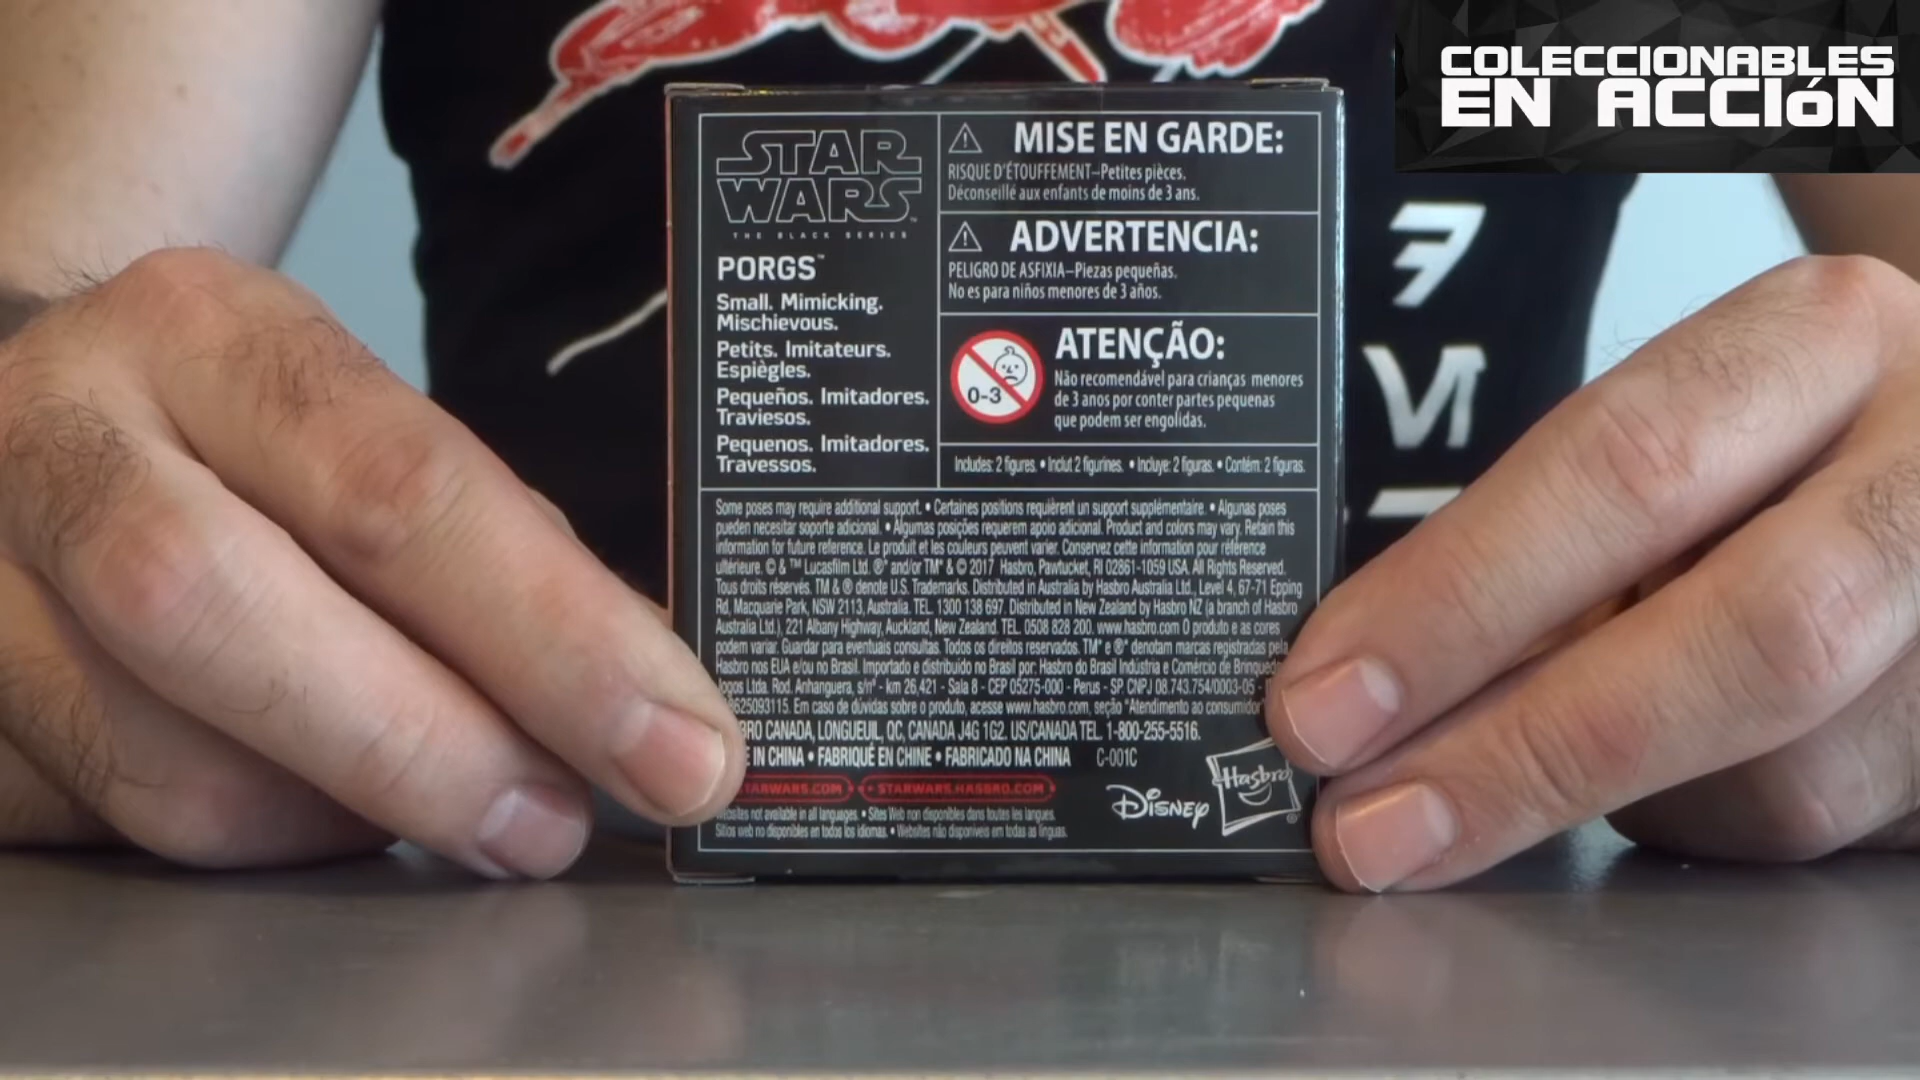 COLECCIONABLES
EN ACCIóN
STAR
WARS
THE BLACK SERIES
PORGS™
Small. Mimicking.
Mischievous.
Petits. Imitateurs.
Espiègles.
Pequeños. Imitadores.
Traviesos.
Pequenos. Imitadores.
Travessos.
MISE EN GARDE:
RISQUE D'ÉTOUFFEMENT–Petites pièces.
Déconseillé aux enfants de moins de 3 ans.
ADVERTENCIA:
PELIGRO DE ASFIXIA–Piezas pequeñas.
No es para niños menores de 3 años.
0-3
ATENÇÃO:
Não recomendável para crianças menores
de 3 anos por conter partes pequenas
que podem ser engolidas.
Includes: 2 figures. • Inclut 2 figurines. • Incluye: 2 figuras. • Contém: 2 figuras.
Some poses may require additional support. • Certaines positions requièrent un support supplémentaire. • Algunas poses
pueden necesitar soporte adicional. • Algumas posições requerem apoio adicional. Product and colors may vary. Retain this
information for future reference. Le produit et les couleurs peuvent varier. Conservez cette information pour référence
ultérieure. © & ™ Lucasfilm Ltd. ®* and/or TM* & © 2017 Hasbro, Pawtucket, RI 02861-1059 USA. All Rights Reserved.
Tous droits réservés. TM & ® denote U.S. Trademarks. Distributed in Australia by Hasbro Australia Ltd., Level 4, 67-71 Epping
Rd, Macquarie Park, NSW 2113, Australia. TEL. 1300 138 697. Distributed in New Zealand by Hasbro NZ (a branch of Hasbro
Australia Ltd.), 221 Albany Highway, Auckland, New Zealand. TEL. 0508 828 200. www.hasbro.com O produto e as cores
podem variar. Guardar para eventuais consultas. Todos os direitos reservados. TM* e ®* denotam marcas registradas pela
Hasbro nos EUA e/ou no Brasil. Importado e distribuído no Brasil por: Hasbro do Brasil Indústria e Comércio de Brinqued
Jogos Ltda. Rod. Anhanguera, s/nº - km 26,421 - Sala 8 - CEP 05275-000 - Perus - SP. CNPJ 08.743.754/0003-05 -
8625093115. Em caso de dúvidas sobre o produto, acesse www.hasbro.com, seção "Atendimento ao consumidor"
BRO CANADA, LONGUEUIL, QC, CANADA J4G 1G2. US/CANADA TEL. 1-800-255-5516.
E IN CHINA • FABRIQUÉ EN CHINE • FABRICADO NA CHINA C-001C
TARWARS.COM • STARWARS.HASBRO.COM
Websites not available in all languages. • Sites Web non disponibles dans toutes les langues.
Sitios web no disponibles en todos los idiomas. • Websites não disponíveis em todas as línguas.
Disney
Hasbro